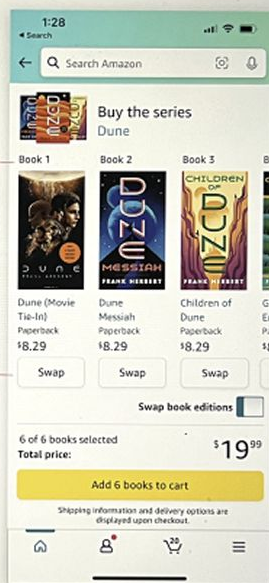 1:28
◀ Search
Search Amazon
Buy the series
Dune
Book 1 Book 2 Book 3
DUNE
DUNE
MESSIAH
FRANK HERBERT
CHILDREN
OF
DUNE
FRANK HERBERT
Dune (Movie
Tie-In)
Paperback
$8.29
Dune
Messiah
Paperback
$8.29
Children of
Dune
Paperback
$8.29
Swap Swap Swap
Swap book editions
6 of 6 books selected
Total price:
$19.99
Add 6 books to cart
Shipping information and delivery options are
displayed upon checkout.
20